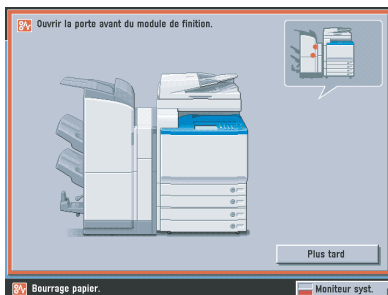 Ouvrir la porte avant du module de finition.
Plus tard
Bourrage papier.
Moniteur syst.